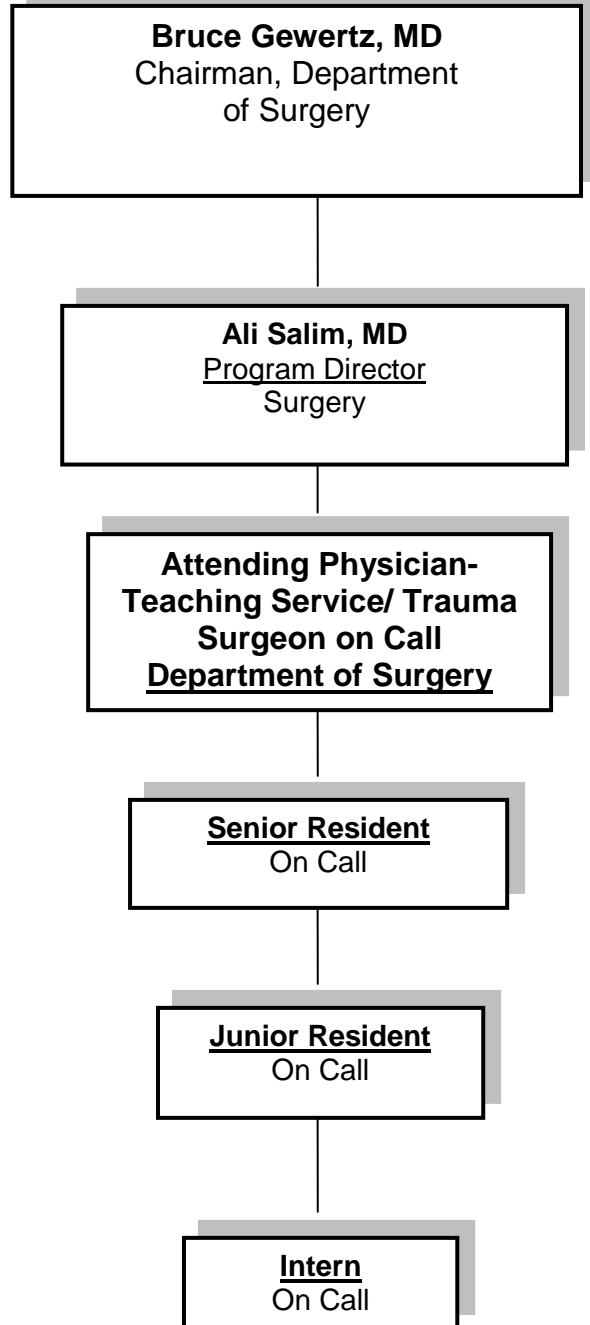 Bruce Gewertz, MD
Chairman, Department
of Surgery
Ali Salim, MD
Program Director
Surgery
Attending Physician-
Teaching Service/ Trauma
Surgeon on Call
Department of Surgery
Senior Resident
On Call
Junior Resident
On Call
Intern
On Call